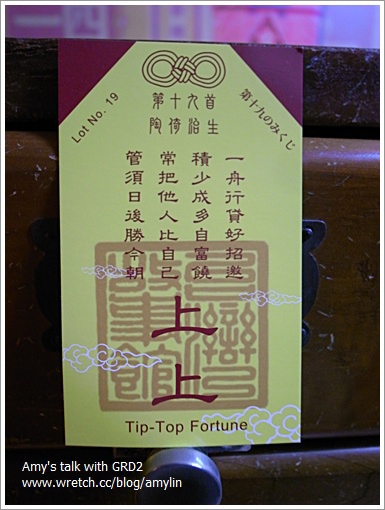 Lot No. 19
第十九首
陶倚治生
第十九のみくじ
一舟行貨好招邀
積少成多自富饒
常把他人比自己
管須日後勝今朝
上上
Tip-Top Fortune
Amy's talk with GRD2
www.wretch.cc/blog/amylin